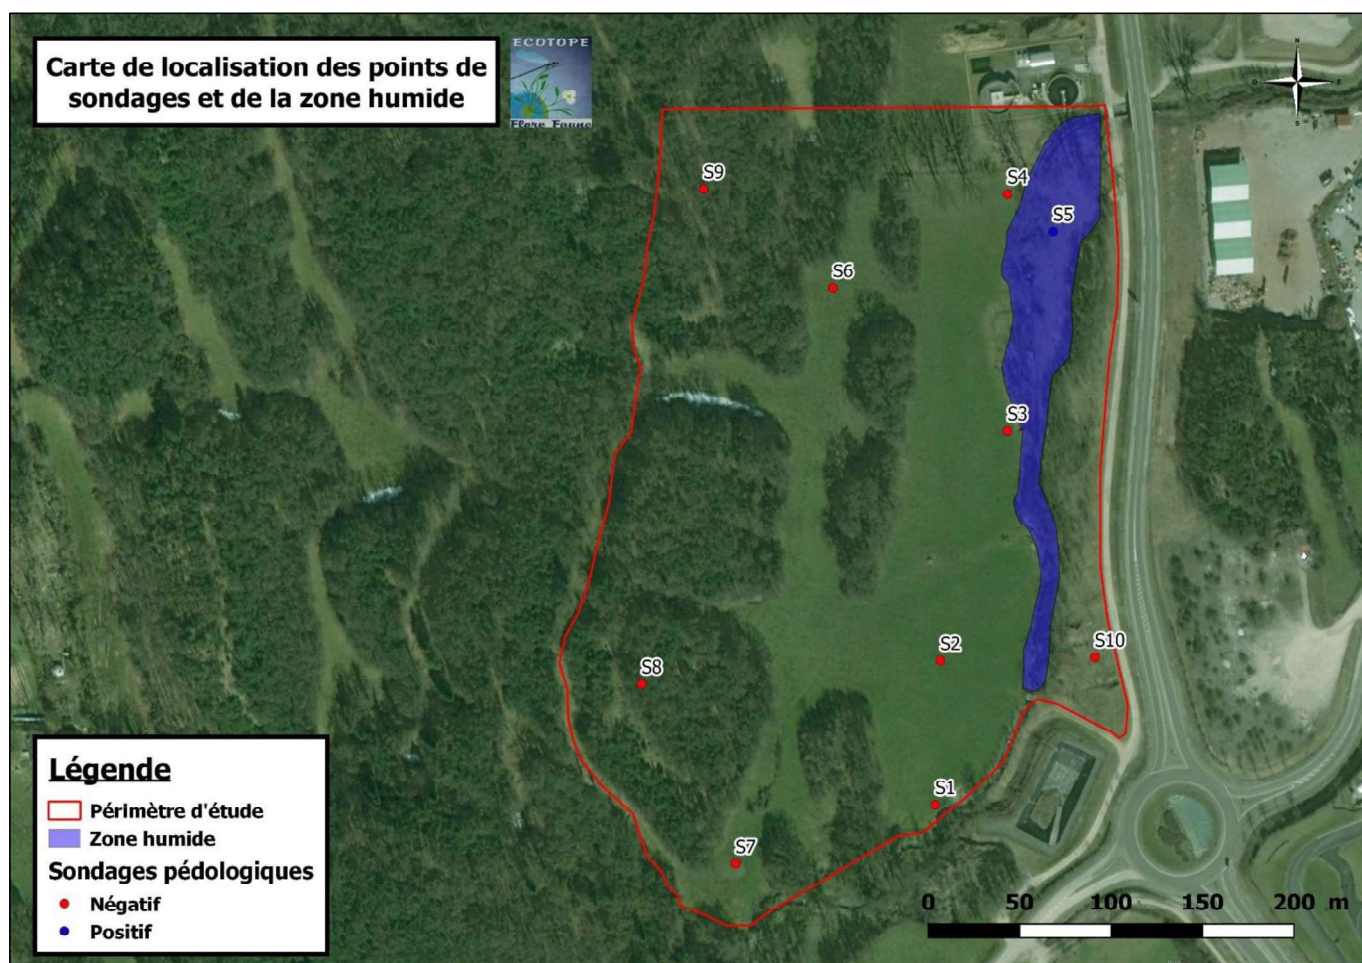 Carte de localisation des points de
sondages et de la zone humide
ECOTOPE
Flore Faune
N
O
E
S
S9
S4
S5
S6
S3
S2
S10
S8
S1
S7
Légende
Périmètre d'étude
Zone humide
Sondages pédologiques
Négatif
Positif
0 50 100 150 200 m